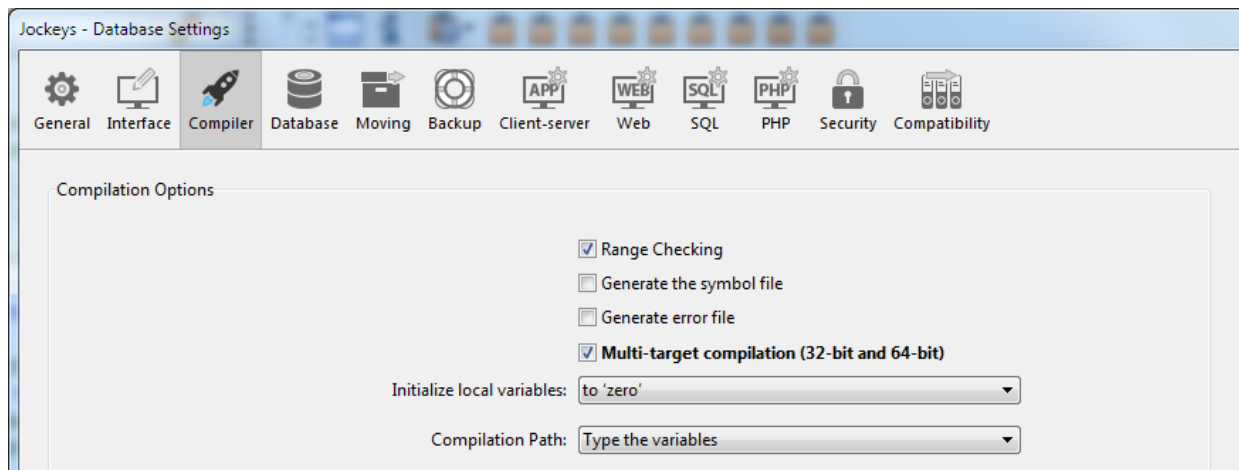 Jockeys - Database Settings
APP WEB SQL PHP
General Interface Compiler Database Moving Backup Client-server Web SQL PHP Security Compatibility
Compilation Options
Range Checking
Generate the symbol file
Generate error file
Multi-target compilation (32-bit and 64-bit)
Initialize local variables: to ‘zero’
Compilation Path: Type the variables